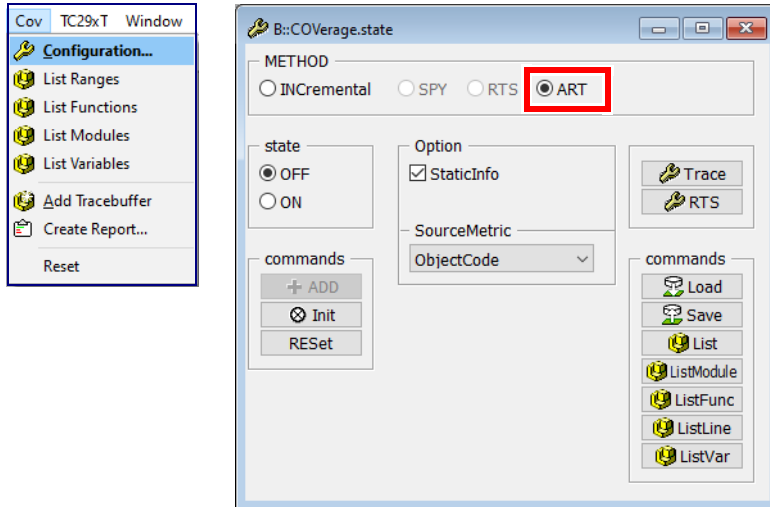 Cov TC29xT Window
Configuration...
List Ranges
List Functions
List Modules
List Variables
Add Tracebuffer
Create Report...
Reset
B::COVerage.state
METHOD
INCremental SPY RTS ART
state
OFF
ON
commands
ADD
Init
RESet
Option
StaticInfo
SourceMetric
ObjectCode
Trace
RTS
commands
Load
Save
List
ListModule
ListFunc
ListLine
ListVar